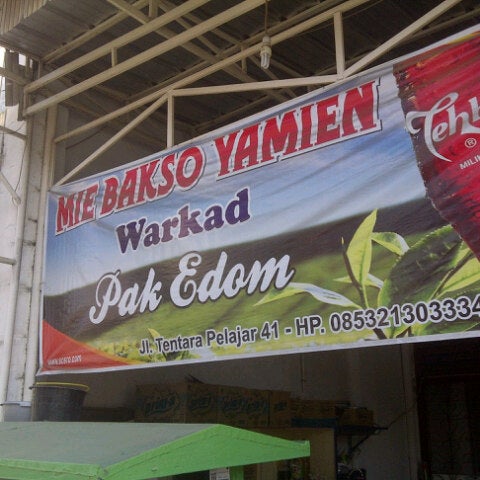 MIE BAKSO YAMIEN
Warkad
Pak Edom
Jl. Tentara Pelajar 41 - HP. 085321303334
Teh